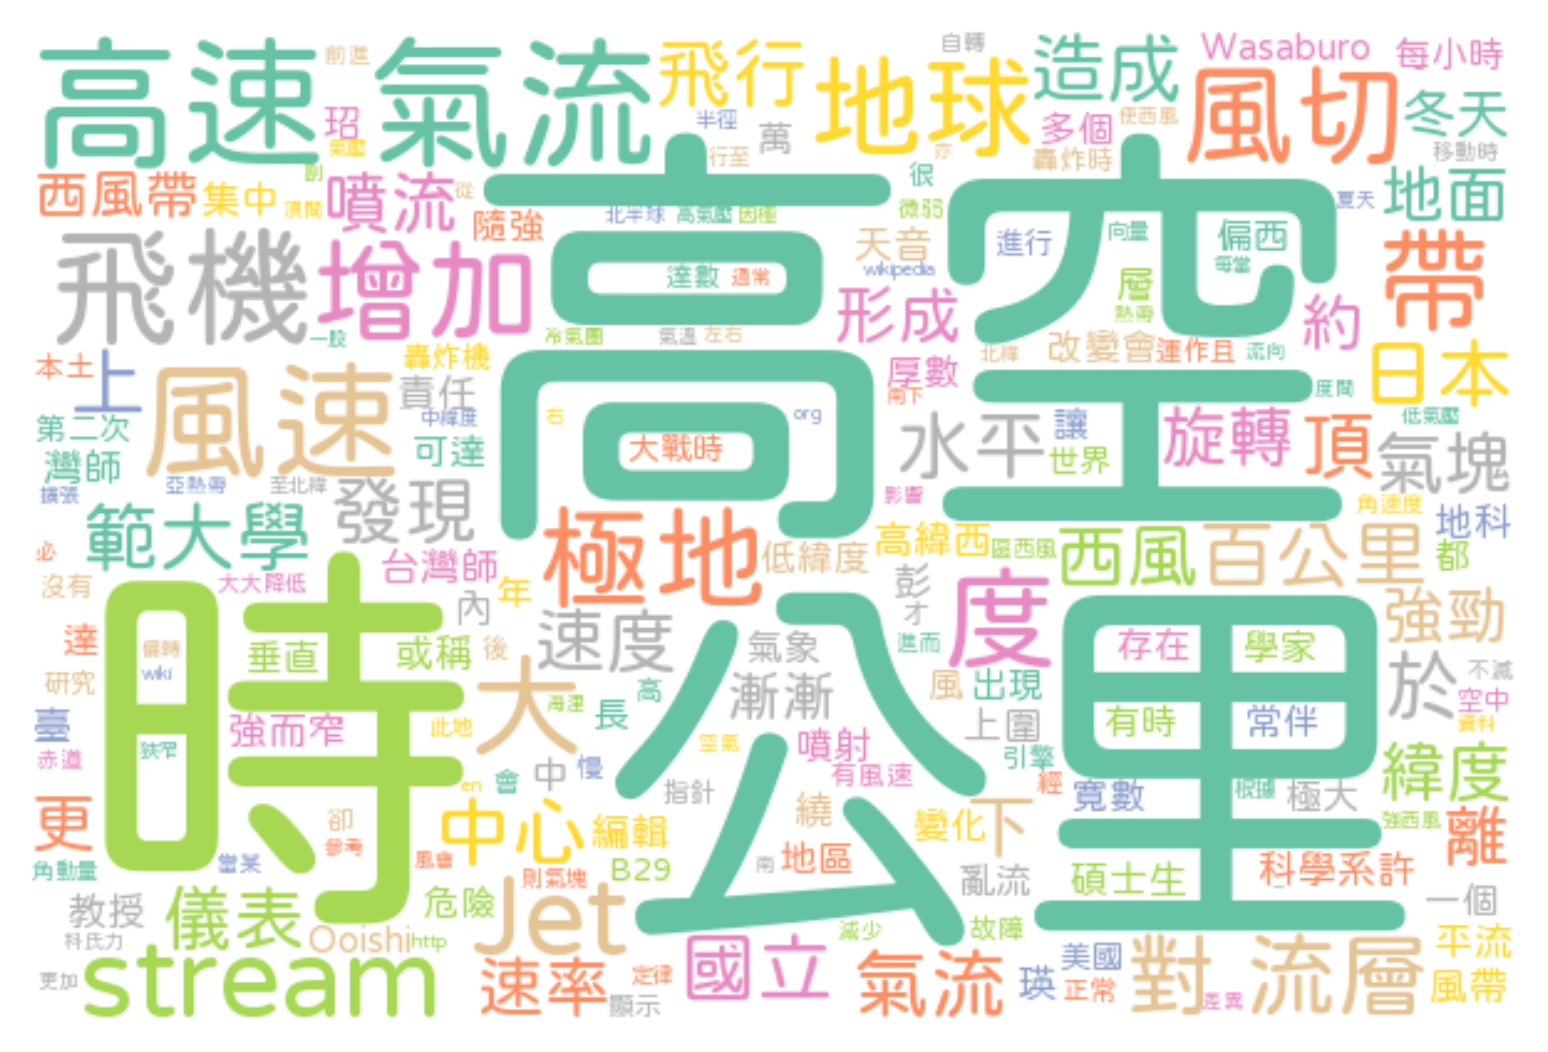 高速氣流
前進
飛行
地球
自轉
造成
Wasaburo
每小時
玿
氣壓
半徑
萬
多個
便西風
風切
冬天
移動時
行至
亦
轟炸時
西風帶
集中
頂間
副
噴流
從
隨強
高空
很
微弱
夏天
地面
北半球
高氣壓
因極
天音
wikipedia
進行
向量
偏西
每當
帶
飛機
增加
達數
通常
形成
層
熱帶
約
一股
冷氣團
氣溫
左右
北緯
改變會
運作且
流向
日本
本土
上
轟炸機
厚數
南下
度間
低氣壓
風速
責任
中緯度
右
org
水平
讓
世界
旋轉
頂
氣塊
第二次
灣師
可達
大戰時
擴張
亞熱帶
至北緯
發現
影響
角速度
地科
範大學
極地
低緯度
高緯西
區西風
西風
百公里
都
必
沒有
大大降低
台灣師
內
年
彭
才
度
強勁
時
公里
達
儷轉
wiki
垂直
或稱
後
速度
氣象
進而
存在
學家
於
不滅
研究
大
海運
長
高
漸漸
風
出現
空中
資料
臺
強而窄
此地
上圍
有時
常伴
赤道
狹窄
en
會
中
慢
空氣
噴射
有風速
引擎
緯度
更
卻
參考
中心
編輯
指針
繞
變化
下
經
寬數
根據
極大
強西風
離
角動量
當某
風會
則氣塊
B29
南
地區
亂流
碩士生
科學系許
教授
科氏力
儀表
危險
Jet
Ooishi
http
減少
故障
一個
更加
stream
速率
定律
顯示
國立
氣流
瑛
美國
正常
對流層
差異
平流
風帶